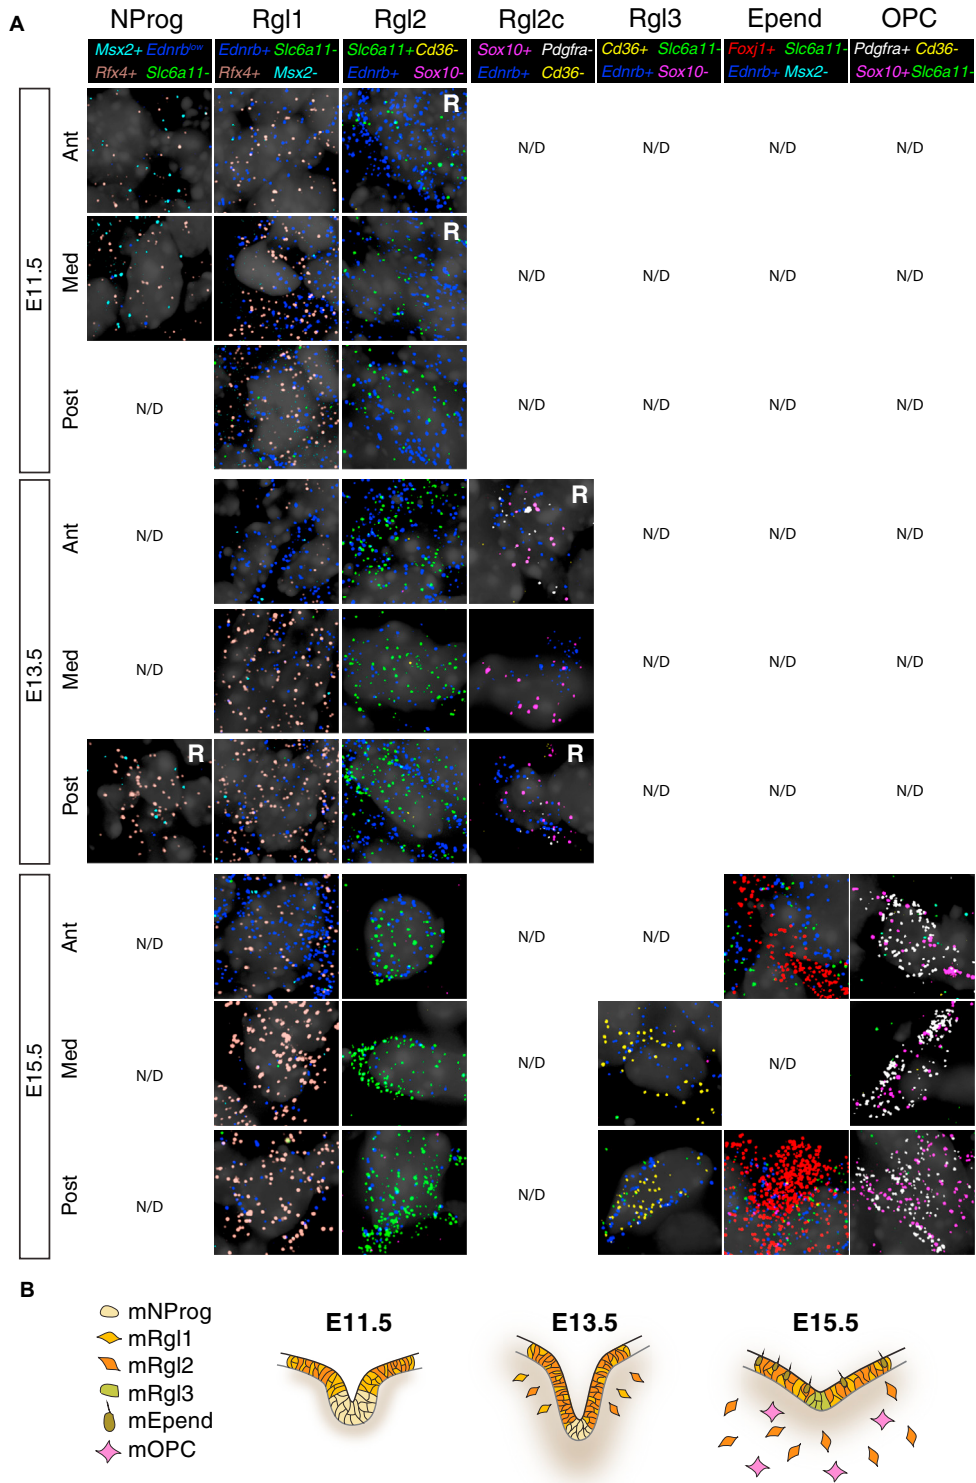 A
NProg Rgl1 Rgl2 Rgl2c Rgl3 Epend OPC
Msx2+ Ednrb^low Ednrb+ Slc6a11- Slc6a11+ Cd36- Sox10+ Pdgfra- Cd36+ Slc6a11- Foxj1+ Slc6a11- Pdgfra+ Cd36-
Rfx4+ Slc6a11- Rfx4+ Msx2- Ednrb+ Sox10- Ednrb+ Cd36- Ednrb+ Sox10- Ednrb+ Msx2- Sox10+ Slc6a11-
E11.5
Ant R N/D N/D N/D N/D
Med R N/D N/D N/D N/D
Post N/D N/D N/D N/D N/D
E13.5
Ant N/D R N/D N/D N/D
Med N/D N/D N/D N/D
Post R R N/D N/D N/D
E15.5
Ant N/D N/D N/D
Med N/D N/D N/D
Post N/D N/D
B
mNProg
mRgl1
mRgl2
mRgl3
mEpend
mOPC
E11.5 E13.5 E15.5